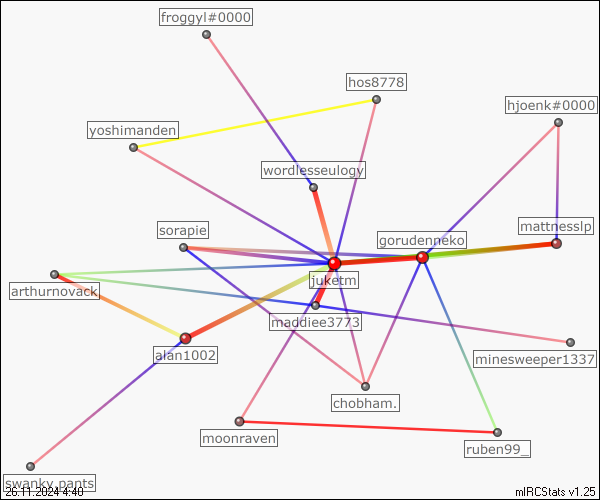 froggyl#0000
hos8778
hjoenk#0000
yoshimanden
wordlesseulogy
sorapie
mattnesslp
gorudenneko
juketm
arthurnovack
maddiee3773
alan1002
minesweeper1337
chobham.
moonraven
ruben99_
swanky.pants
26.11.2024 4:40
mIRCStats v1.25